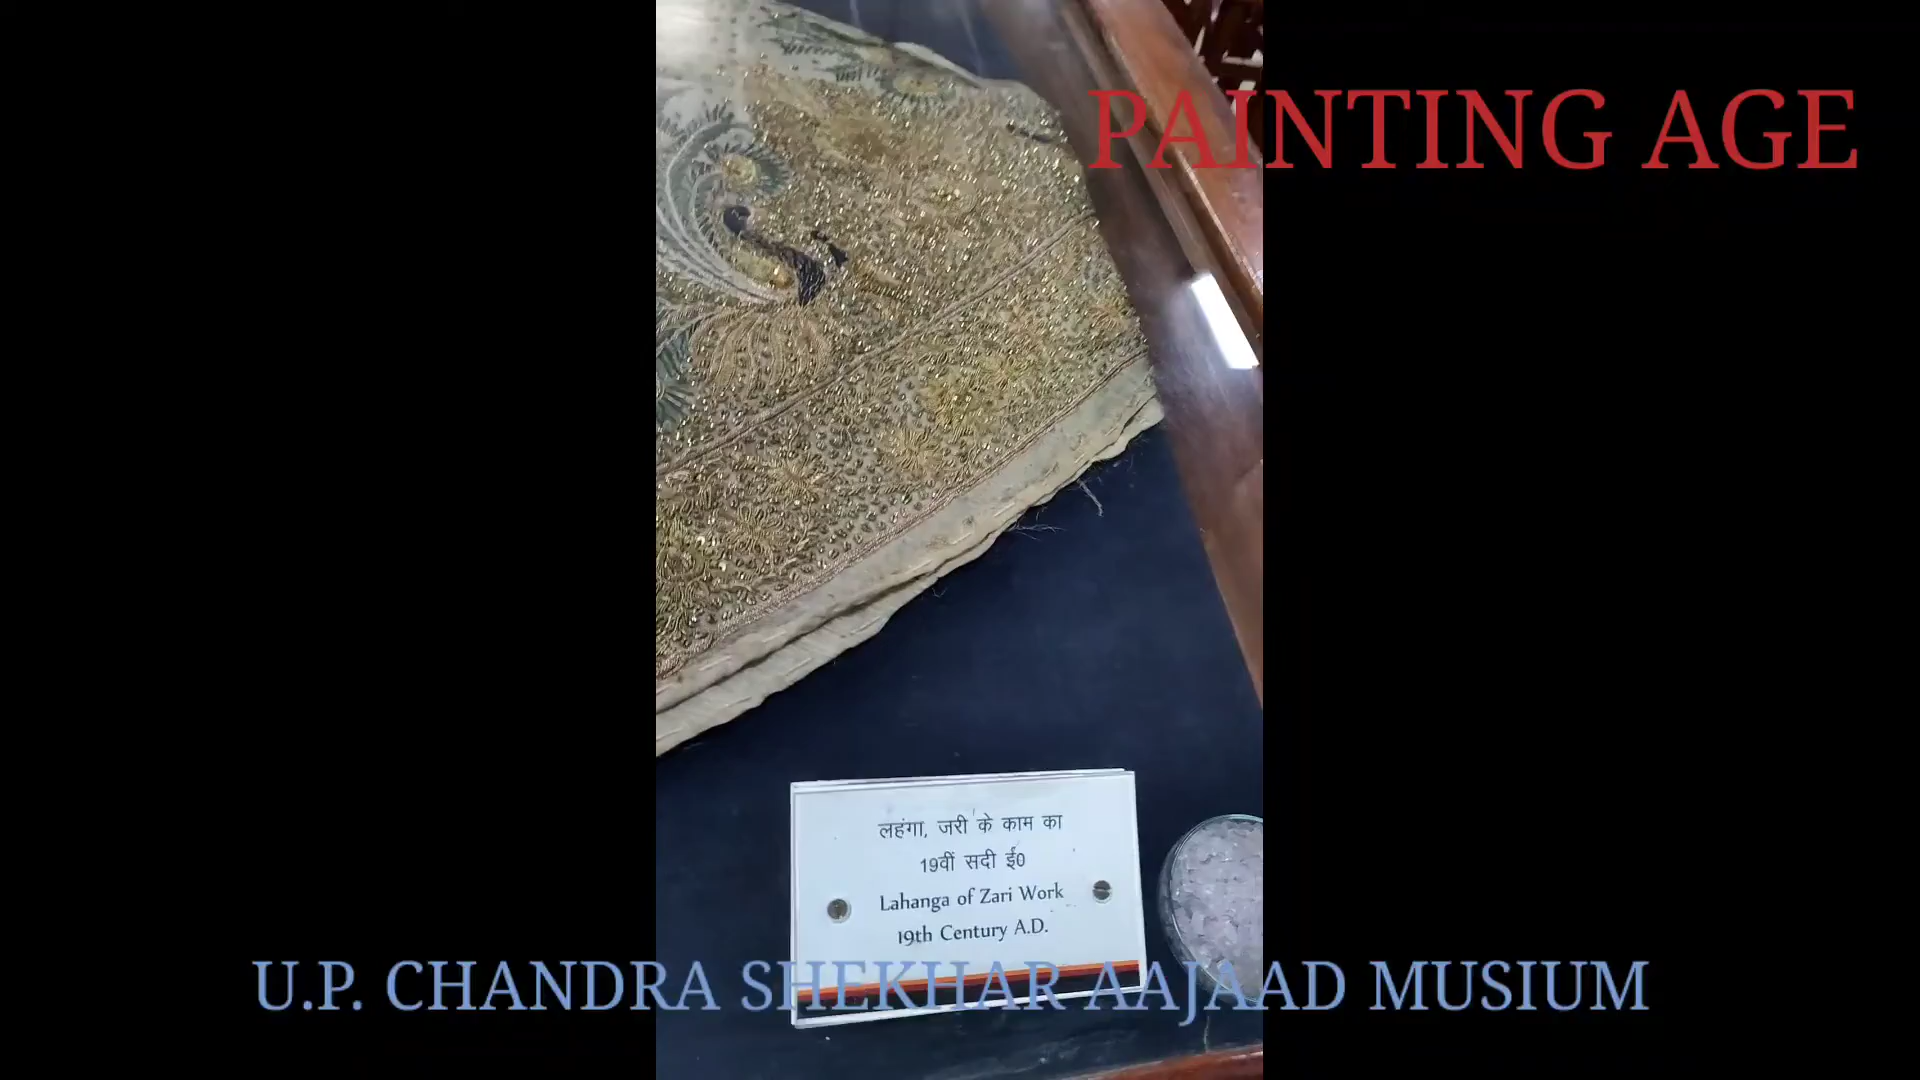 PAINTING AGE
लहंगा, जरी के काम का
19वीं सदी ई0
Lahanga of Zari Work
19th Century A.D.
U.P. CHANDRA SHEKHAR AAJAAD MUSIUM